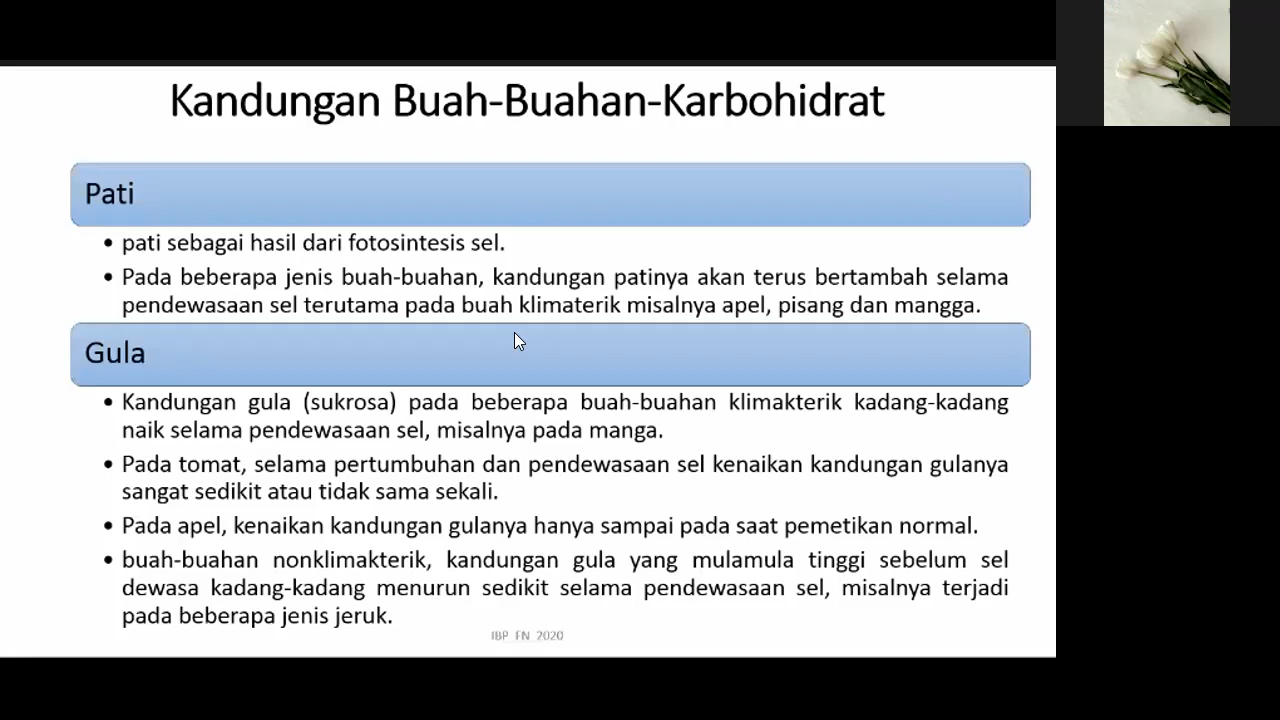 Kandungan Buah-Buahan-Karbohidrat
Pati
• pati sebagai hasil dari fotosintesis sel.
• Pada beberapa jenis buah-buahan, kandungan patinya akan terus bertambah selama
pendewasaan sel terutama pada buah klimaterik misalnya apel, pisang dan mangga.
Gula
• Kandungan gula (sukrosa) pada beberapa buah-buahan klimakterik kadang-kadang
naik selama pendewasaan sel, misalnya pada manga.
• Pada tomat, selama pertumbuhan dan pendewasaan sel kenaikan kandungan gulanya
sangat sedikit atau tidak sama sekali.
• Pada apel, kenaikan kandungan gulanya hanya sampai pada saat pemetikan normal.
• buah-buahan nonklimakterik, kandungan gula yang mulamula tinggi sebelum sel
dewasa kadang-kadang menurun sedikit selama pendewasaan sel, misalnya terjadi
pada beberapa jenis jeruk.
IBP_FN_2020